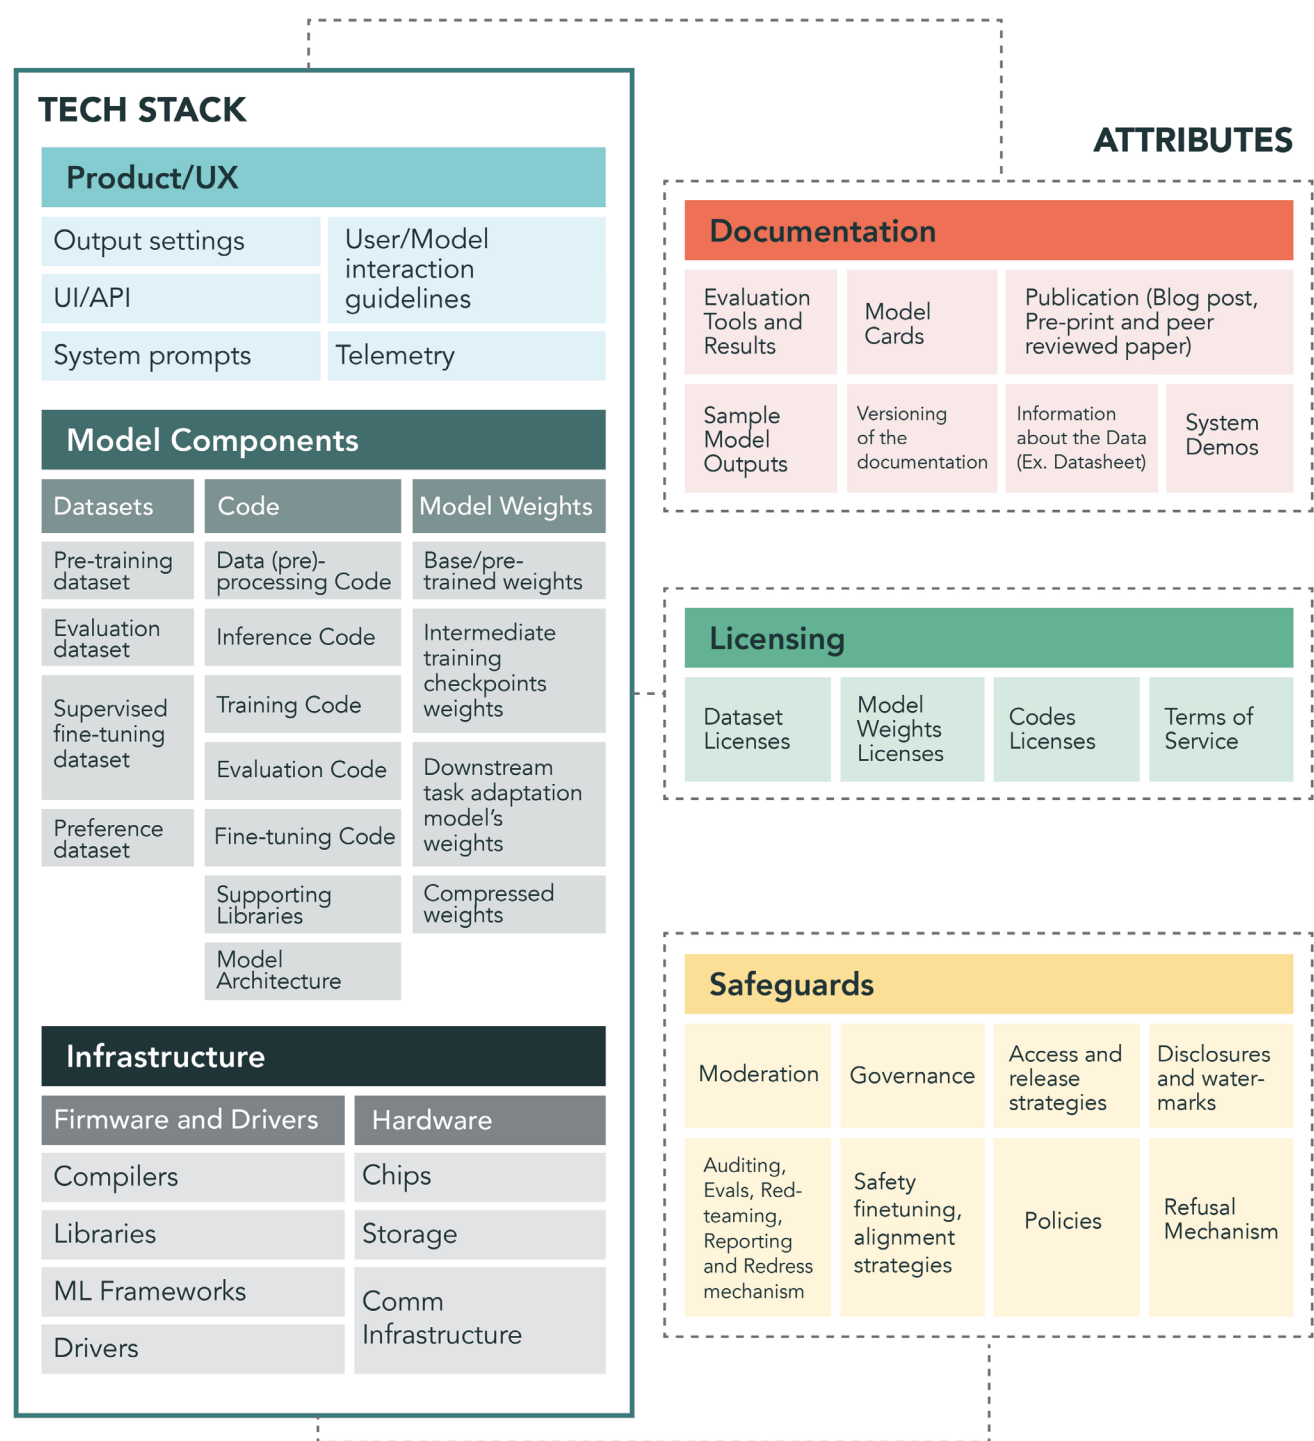 TECH STACK
Product/UX
Output settings
UI/API
System prompts
User/Model
interaction
guidelines
Telemetry
Model Components
Datasets
Pre-training
dataset
Evaluation
dataset
Supervised
fine-tuning
dataset
Preference
dataset
Code
Data (pre)-
processing Code
Inference Code
Training Code
Evaluation Code
Fine-tuning Code
Supporting
Libraries
Model
Architecture
Model Weights
Base/pre-
trained weights
Intermediate
training
checkpoints
weights
Downstream
task adaptation
model’s
weights
Compressed
weights
Infrastructure
Firmware and Drivers
Compilers
Libraries
ML Frameworks
Drivers
Hardware
Chips
Storage
Comm
Infrastructure
ATTRIBUTES
Documentation
Evaluation
Tools and
Results
Model
Cards
Publication (Blog post,
Pre-print and peer
reviewed paper)
Sample
Model
Outputs
Versioning
of the
documentation
Information
about the Data
(Ex. Datasheet)
System
Demos
Licensing
Dataset
Licenses
Model
Weights
Licenses
Codes
Licenses
Terms of
Service
Safeguards
Moderation
Governance
Access and
release
strategies
Disclosures
and water-
marks
Auditing,
Evals, Red-
teaming,
Reporting
and Redress
mechanism
Safety
finetuning,
alignment
strategies
Policies
Refusal
Mechanism